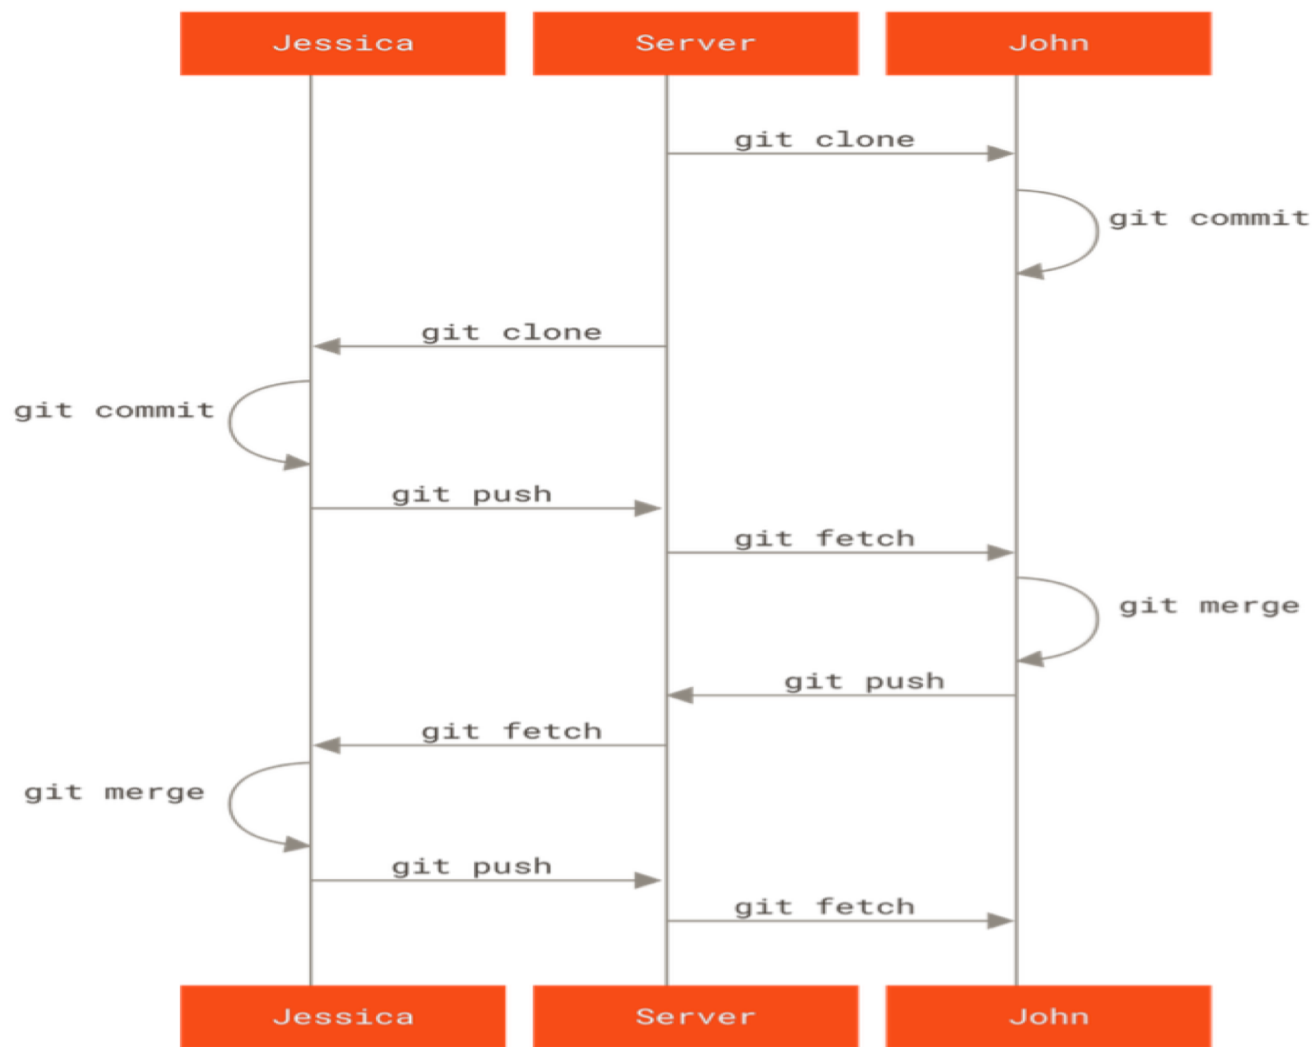 Jessica Server John
git clone
git commit
git clone
git commit
git push
git fetch
git merge
git push
git fetch
git merge
git push
git fetch
Jessica Server John